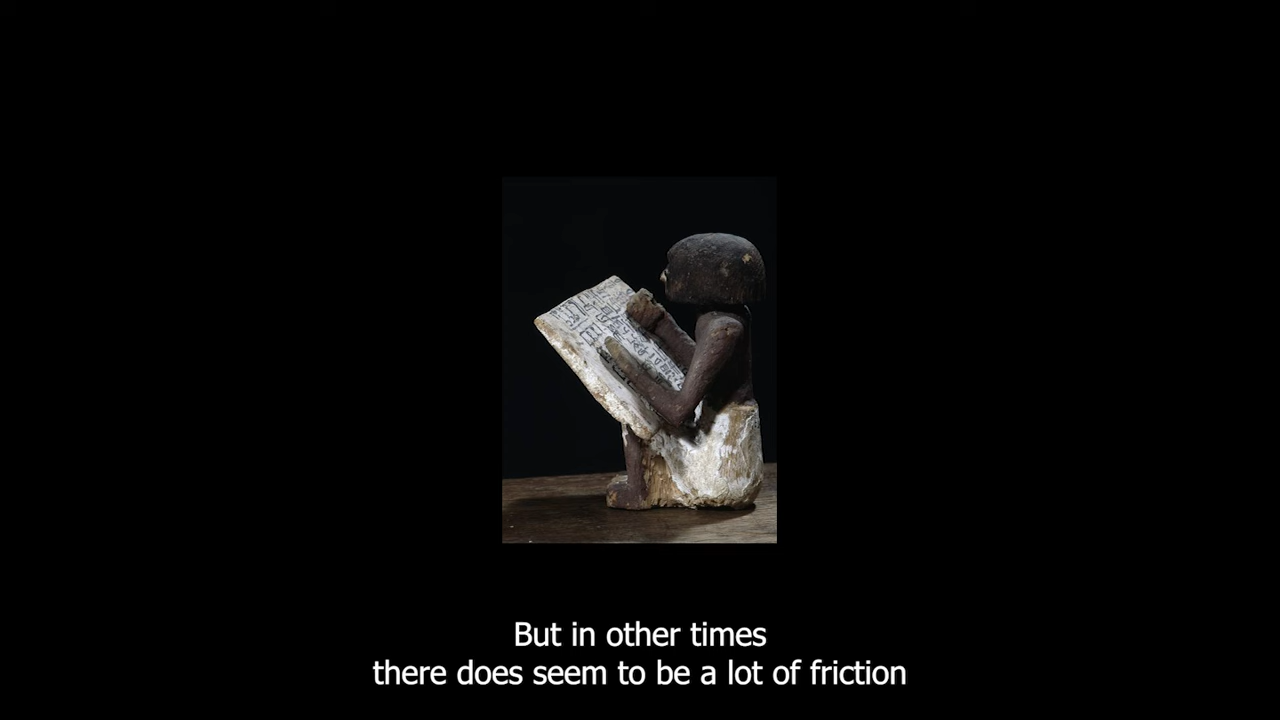 But in other times
there does seem to be a lot of friction